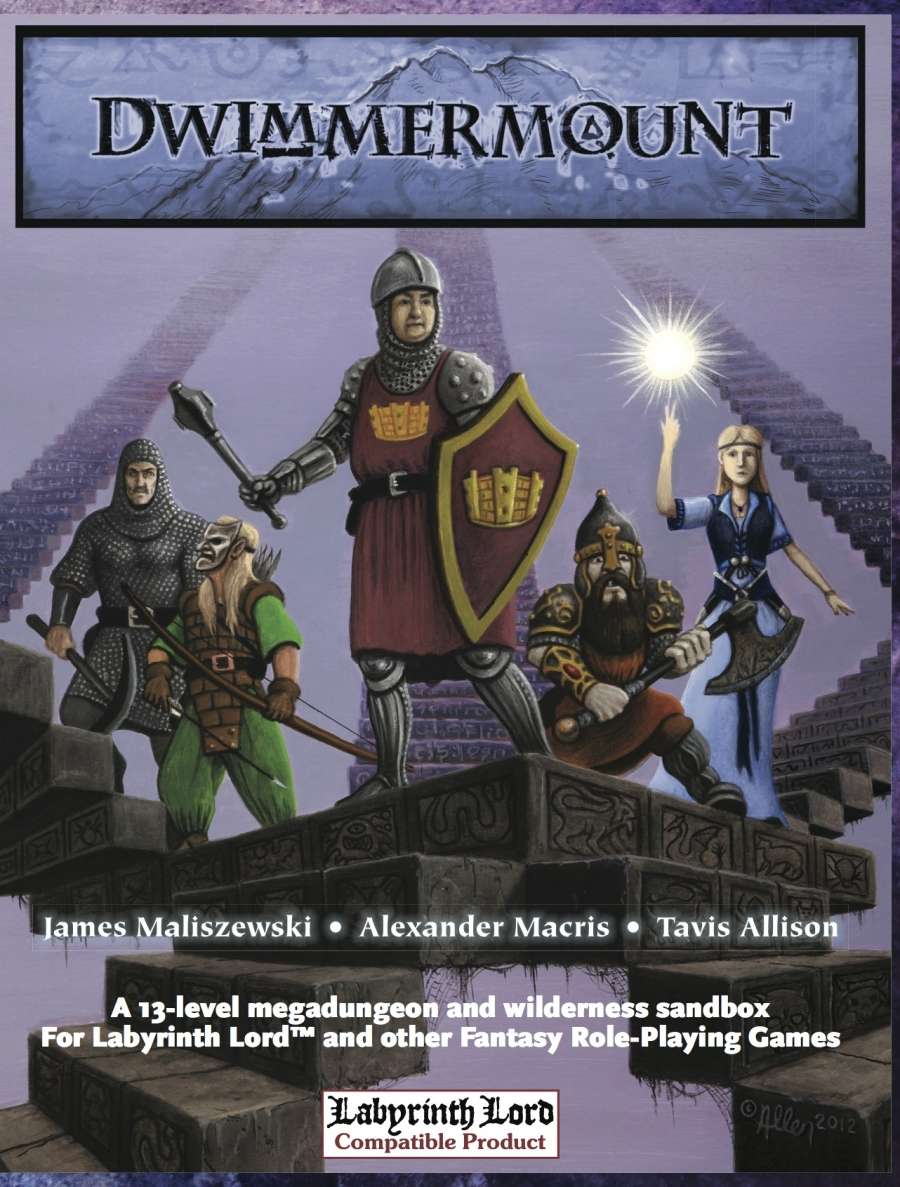 DWIMMERMOUNT
James Maliszewski • Alexander Macris • Tavis Allison
A 13-level megadungeon and wilderness sandbox
For Labyrinth Lord™ and other Fantasy Role-Playing Games
Labyrinth Lord
Compatible Product
© Allen 2012